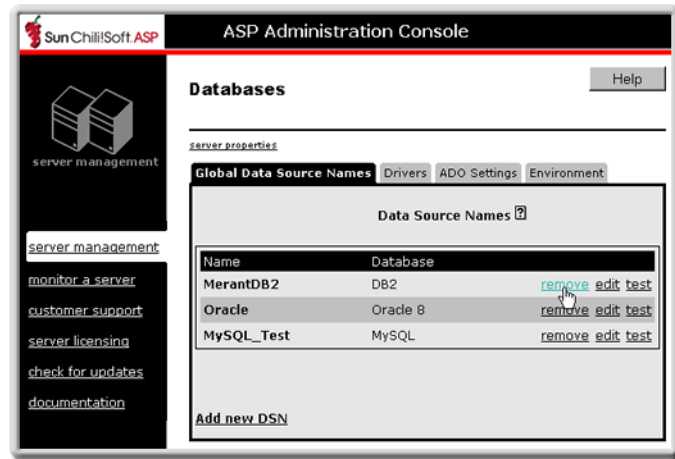 Sun Chili!Soft.ASP
ASP Administration Console
Databases
Help
server management
server properties
Global Data Source Names
Drivers
ADO Settings
Environment
Data Source Names ?
server management
monitor a server
customer support
server licensing
check for updates
documentation
Name Database
MerantDB2 DB2 remove edit test
Oracle Oracle 8 remove edit test
MySQL_Test MySQL remove edit test
Add new DSN